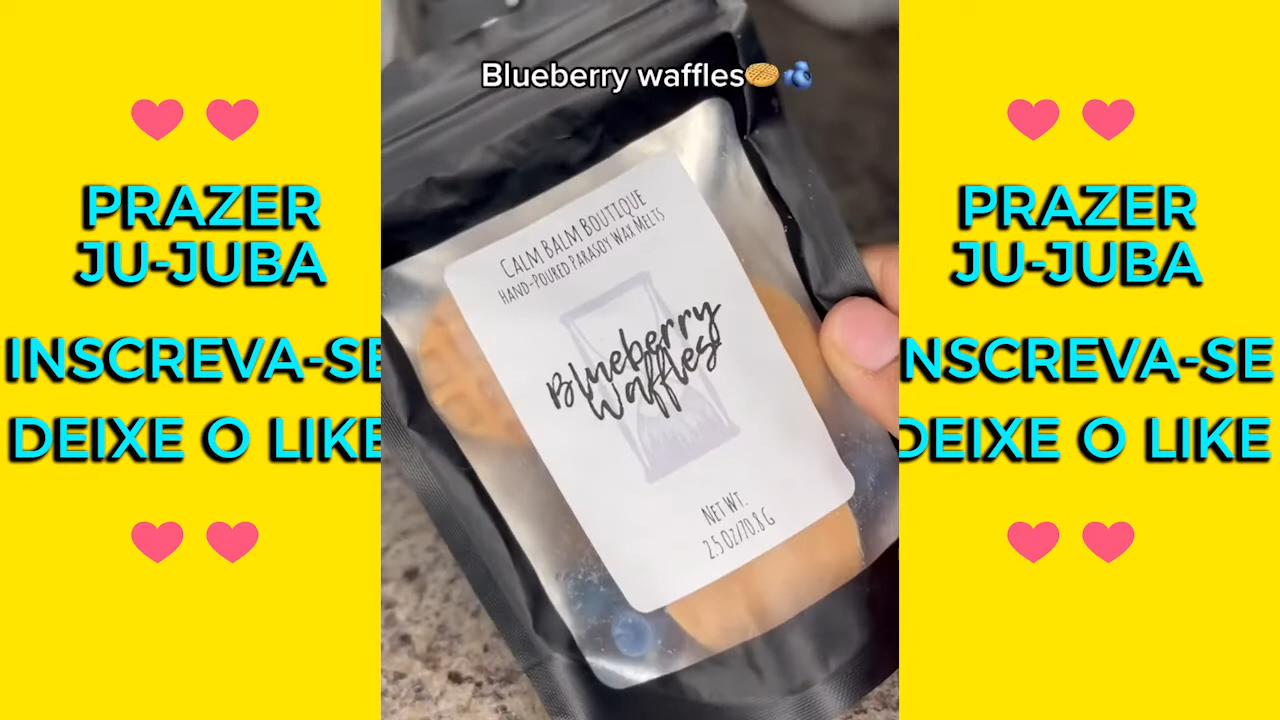 Blueberry waffles🧇🫐
PRAZER
JU-JUBA
INSCREVA-SE
DEIXE O LIKE
CALM BALM BOUTIQUE
HAND-POURED PARASOY WAX MELTS
Blueberry
Waffles
NET WT.
2.5 OZ/70.8 G
PRAZER
JU-JUBA
NSCREVA-SE
DEIXE O LIKE